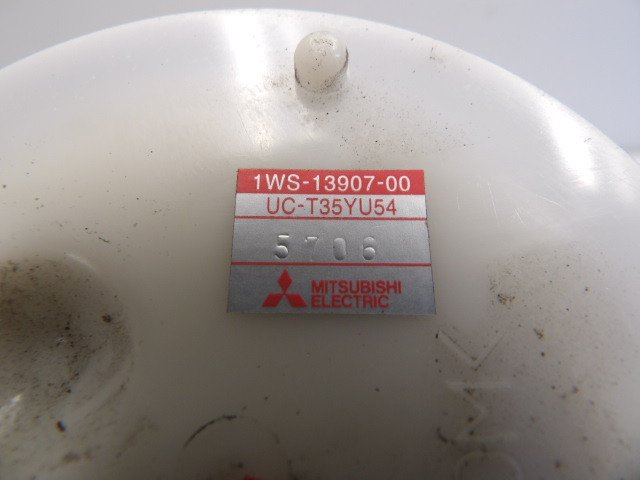 1WS-13907-00
UC-T35YU54
5706
MITSUBISHI
ELECTRIC